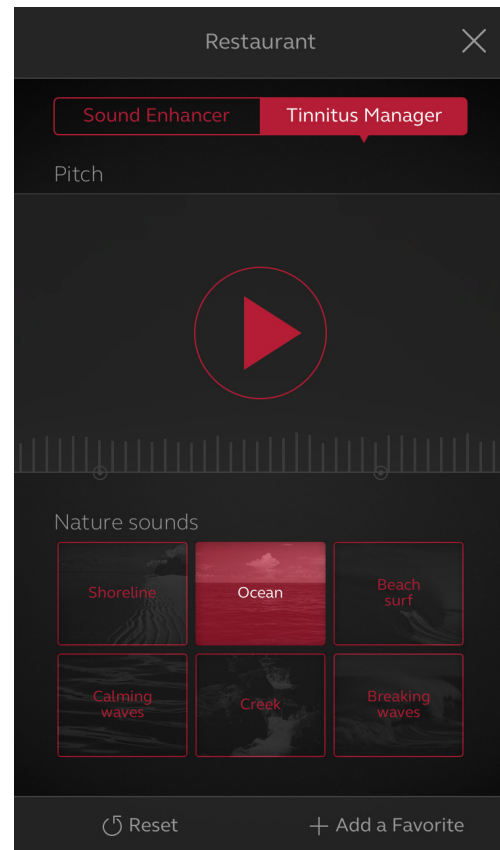 Restaurant
Sound Enhancer
Tinnitus Manager
Pitch
Nature sounds
Shoreline
Ocean
Beach
surf
Calming
waves
Creek
Breaking
waves
Reset
Add a Favorite